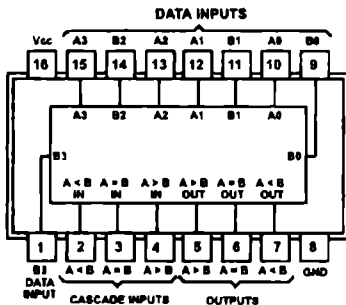 DATA INPUTS
Vcc A3 B2 A2 A1 B1 A0 B0
16 15 14 13 12 11 10 9
A3 B2 A2 A1 B1 A0
B3 B0
A < B A = B A > B A > B A = B A < B
IN IN IN OUT OUT OUT
1 2 3 4 5 6 7 8
B3 A < B A = B A > B A > B A = B A < B GND
DATA INPUT
CASCADE INPUTS OUTPUTS